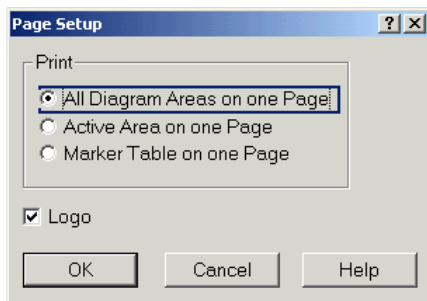 Page Setup
Print
All Diagram Areas on one Page
Active Area on one Page
Marker Table on one Page
Logo
OK Cancel Help